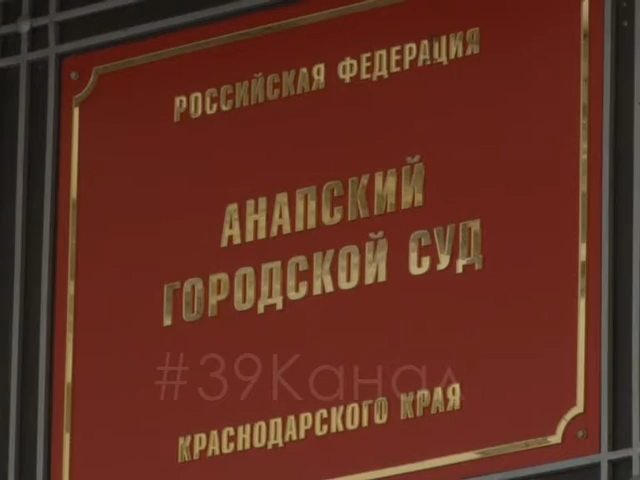 РОССИЙСКАЯ ФЕДЕРАЦИЯ
АНАПСКИЙ
ГОРОДСКОЙ СУД
#39Канал
КРАСНОДАРСКОГО КРАЯ